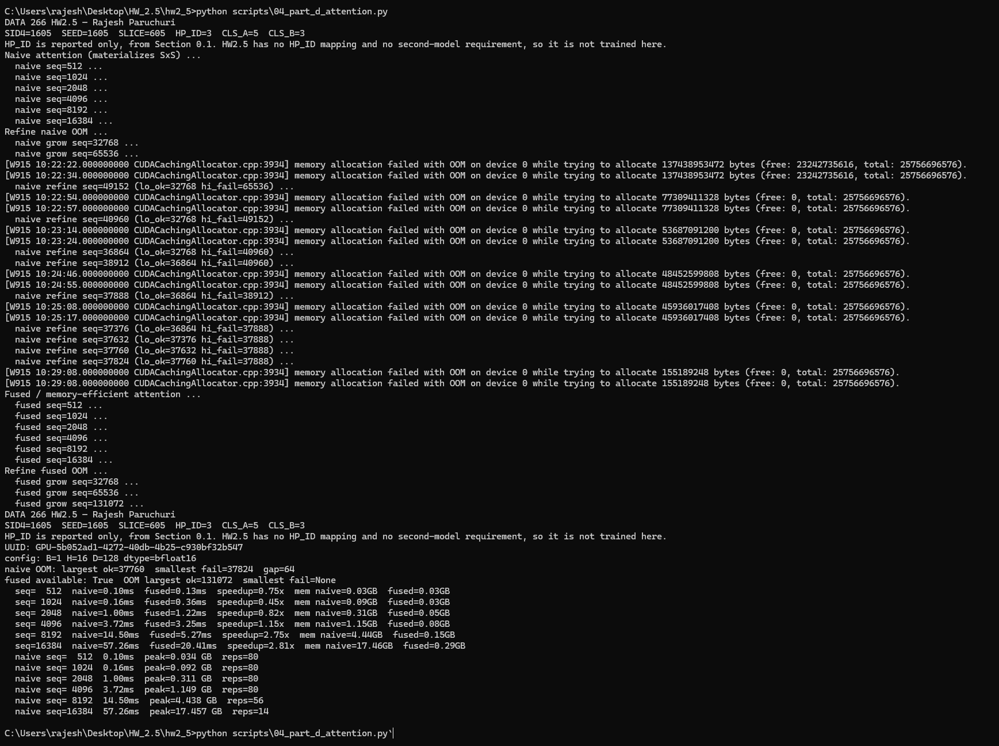 C:\Users\rajesh\Desktop\HW_2.5\hw2_5>python scripts\04_part_d_attention.py
DATA 266 HW2.5 — Rajesh Paruchuri
SID4=1605  SEED=1605  SLICE=605  HP_ID=3  CLS_A=5  CLS_B=3
HP_ID is reported only, from Section 0.1. HW2.5 has no HP_ID mapping and no second-model requirement, so it is not trained here.
Naive attention (materializes SxS) ...
  naive seq=512 ...
  naive seq=1024 ...
  naive seq=2048 ...
  naive seq=4096 ...
  naive seq=8192 ...
  naive seq=16384 ...
Refine naive OOM ...
  naive grow seq=32768 ...
  naive grow seq=65536 ...
[W915 10:22:22.000000000 CUDACachingAllocator.cpp:3934] memory allocation failed with OOM on device 0 while trying to allocate 137438953472 bytes (free: 23242735616, total: 25756696576).
[W915 10:22:34.000000000 CUDACachingAllocator.cpp:3934] memory allocation failed with OOM on device 0 while trying to allocate 137438953472 bytes (free: 23242735616, total: 25756696576).
  naive refine seq=49152 (lo_ok=32768 hi_fail=65536) ...
[W915 10:22:54.000000000 CUDACachingAllocator.cpp:3934] memory allocation failed with OOM on device 0 while trying to allocate 77309411328 bytes (free: 0, total: 25756696576).
[W915 10:22:57.000000000 CUDACachingAllocator.cpp:3934] memory allocation failed with OOM on device 0 while trying to allocate 77309411328 bytes (free: 0, total: 25756696576).
  naive refine seq=40960 (lo_ok=32768 hi_fail=49152) ...
[W915 10:23:14.000000000 CUDACachingAllocator.cpp:3934] memory allocation failed with OOM on device 0 while trying to allocate 53687091200 bytes (free: 0, total: 25756696576).
[W915 10:23:24.000000000 CUDACachingAllocator.cpp:3934] memory allocation failed with OOM on device 0 while trying to allocate 53687091200 bytes (free: 0, total: 25756696576).
  naive refine seq=36864 (lo_ok=32768 hi_fail=40960) ...
  naive refine seq=38912 (lo_ok=36864 hi_fail=40960) ...
[W915 10:24:46.000000000 CUDACachingAllocator.cpp:3934] memory allocation failed with OOM on device 0 while trying to allocate 48452599808 bytes (free: 0, total: 25756696576).
[W915 10:24:55.000000000 CUDACachingAllocator.cpp:3934] memory allocation failed with OOM on device 0 while trying to allocate 48452599808 bytes (free: 0, total: 25756696576).
  naive refine seq=37888 (lo_ok=36864 hi_fail=38912) ...
[W915 10:25:08.000000000 CUDACachingAllocator.cpp:3934] memory allocation failed with OOM on device 0 while trying to allocate 45936017408 bytes (free: 0, total: 25756696576).
[W915 10:25:17.000000000 CUDACachingAllocator.cpp:3934] memory allocation failed with OOM on device 0 while trying to allocate 45936017408 bytes (free: 0, total: 25756696576).
  naive refine seq=37376 (lo_ok=36864 hi_fail=37888) ...
  naive refine seq=37632 (lo_ok=37376 hi_fail=37888) ...
  naive refine seq=37760 (lo_ok=37632 hi_fail=37888) ...
  naive refine seq=37824 (lo_ok=37760 hi_fail=37888) ...
[W915 10:29:08.000000000 CUDACachingAllocator.cpp:3934] memory allocation failed with OOM on device 0 while trying to allocate 155189248 bytes (free: 0, total: 25756696576).
[W915 10:29:08.000000000 CUDACachingAllocator.cpp:3934] memory allocation failed with OOM on device 0 while trying to allocate 155189248 bytes (free: 0, total: 25756696576).
Fused / memory-efficient attention ...
  fused seq=512 ...
  fused seq=1024 ...
  fused seq=2048 ...
  fused seq=4096 ...
  fused seq=8192 ...
  fused seq=16384 ...
Refine fused OOM ...
  fused grow seq=32768 ...
  fused grow seq=65536 ...
  fused grow seq=131072 ...
DATA 266 HW2.5 — Rajesh Paruchuri
SID4=1605  SEED=1605  SLICE=605  HP_ID=3  CLS_A=5  CLS_B=3
HP_ID is reported only, from Section 0.1. HW2.5 has no HP_ID mapping and no second-model requirement, so it is not trained here.
UUID: GPU-5b052ad1-4272-40db-4b25-c930bf32b547
config: B=1 H=16 D=128 dtype=bfloat16
naive OOM: largest ok=37760  smallest fail=37824  gap=64
fused available: True  OOM largest ok=131072  smallest fail=None
  seq=  512  naive=0.10ms  fused=0.13ms  speedup=0.75x  mem naive=0.03GB  fused=0.03GB
  seq= 1024  naive=0.16ms  fused=0.36ms  speedup=0.45x  mem naive=0.09GB  fused=0.03GB
  seq= 2048  naive=1.00ms  fused=1.22ms  speedup=0.82x  mem naive=0.31GB  fused=0.05GB
  seq= 4096  naive=3.72ms  fused=3.25ms  speedup=1.15x  mem naive=1.15GB  fused=0.08GB
  seq= 8192  naive=14.50ms  fused=5.27ms  speedup=2.75x  mem naive=4.44GB  fused=0.15GB
  seq=16384  naive=57.26ms  fused=20.41ms  speedup=2.81x  mem naive=17.46GB  fused=0.29GB
  naive seq=  512  0.10ms  peak=0.034 GB  reps=80
  naive seq= 1024  0.16ms  peak=0.092 GB  reps=80
  naive seq= 2048  1.00ms  peak=0.311 GB  reps=80
  naive seq= 4096  3.72ms  peak=1.149 GB  reps=80
  naive seq= 8192  14.50ms  peak=4.438 GB  reps=56
  naive seq=16384  57.26ms  peak=17.457 GB  reps=14
C:\Users\rajesh\Desktop\HW_2.5\hw2_5>python scripts\04_part_d_attention.py`